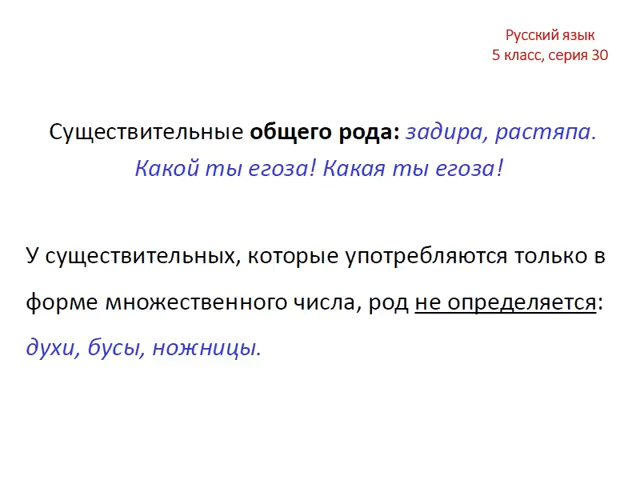 Русский язык
5 класс, серия 30
Существительные общего рода: задира, растяпа.
Какой ты егоза! Какая ты егоза!
У существительных, которые употребляются только в
форме множественного числа, род не определяется:
духи, бусы, ножницы.